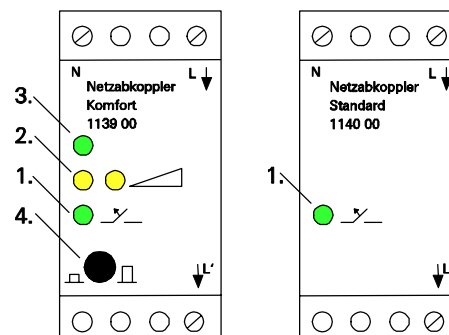 N
L
Netzabkoppler
Komfort
1139 00
3.
2.
1.
4.
L'
N
L
Netzabkoppler
Standard
1140 00
1.
L